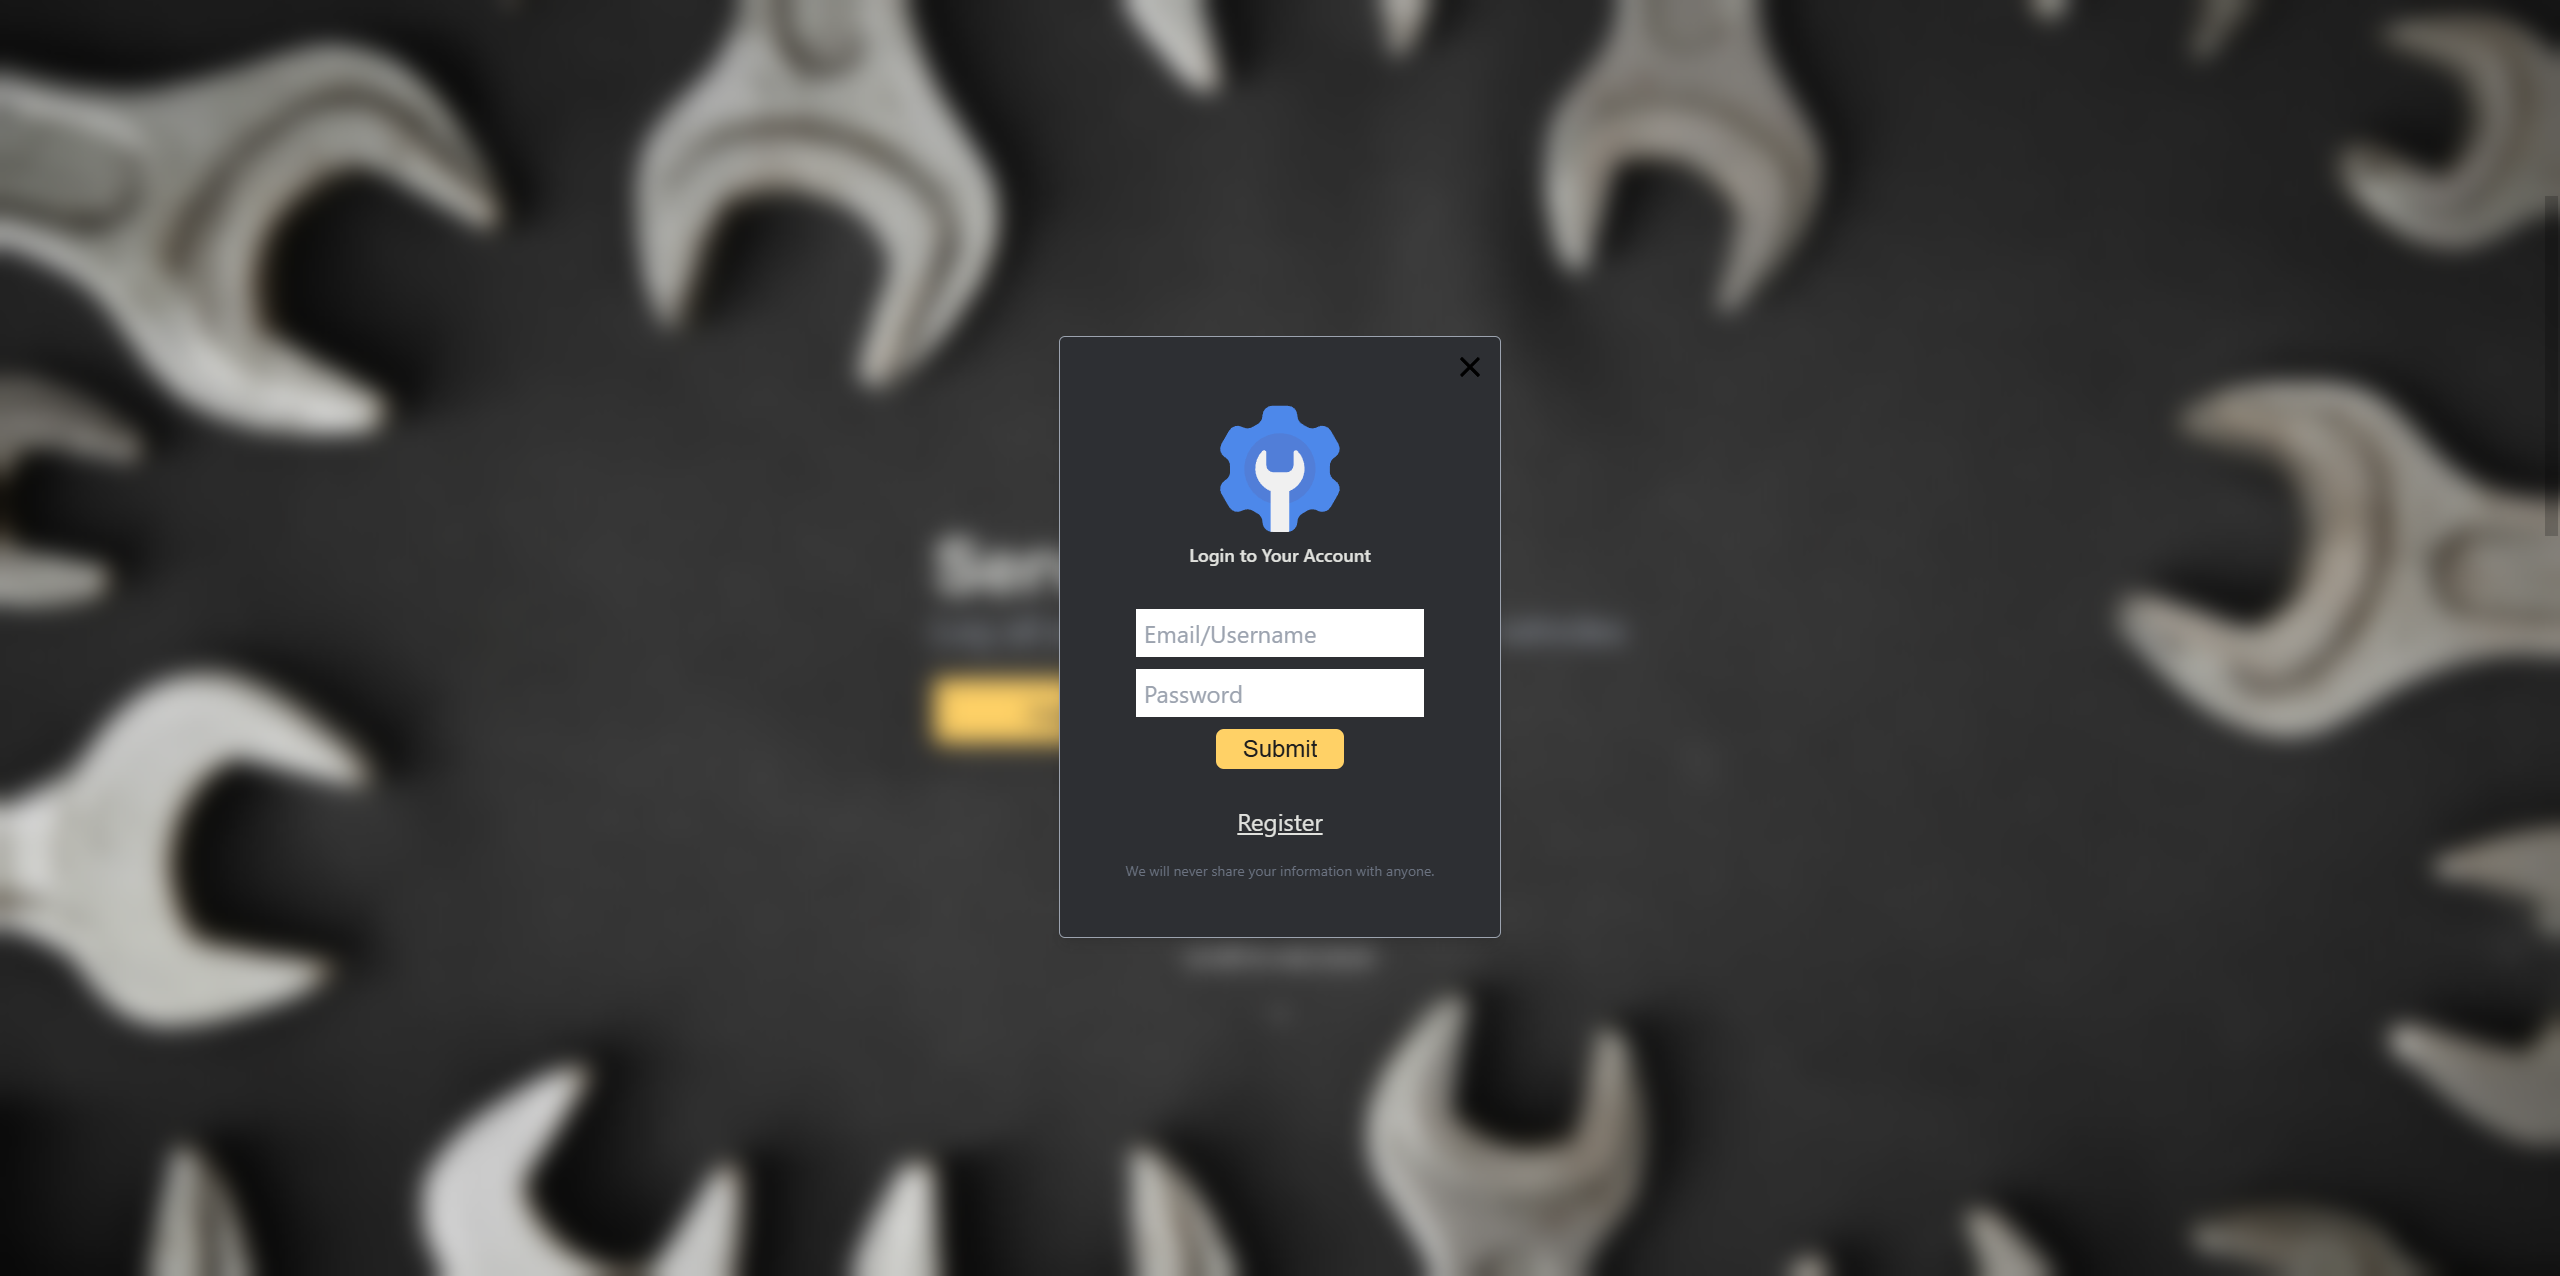 Login to Your Account
Email/Username
Password
Submit
Register
We will never share your information with anyone.